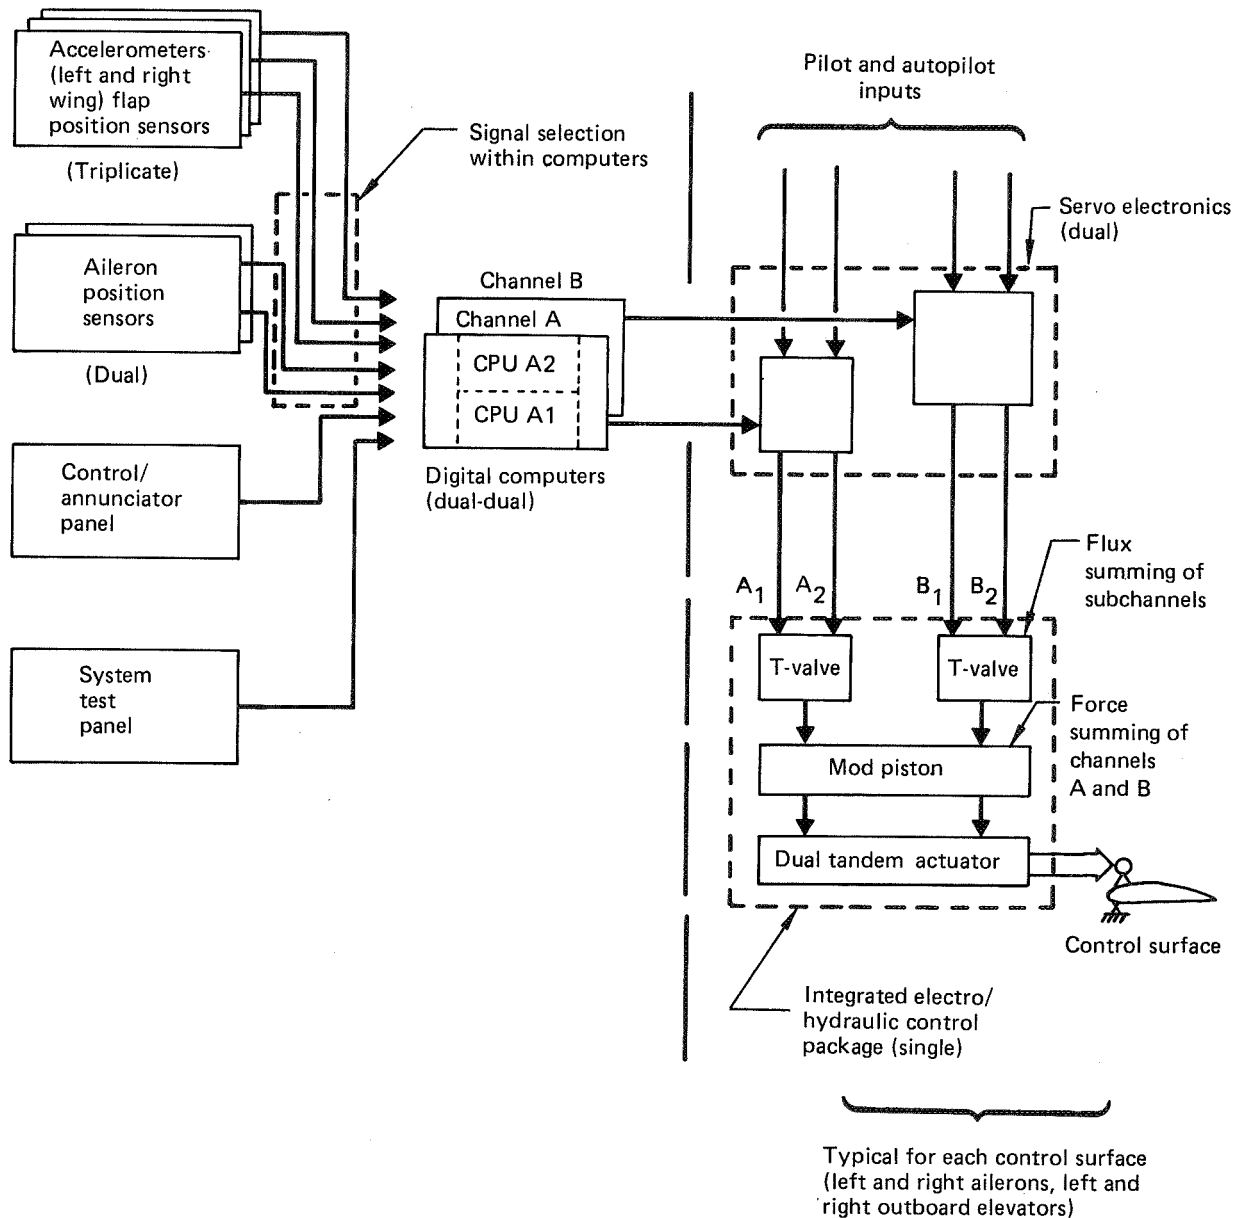 Accelerometers
(left and right
wing) flap
position sensors
(Triplicate)
Aileron
position
sensors
(Dual)
Control/
annunciator
panel
System
test
panel
Signal selection
within computers
Channel B
Channel A
CPU A2
CPU A1
Digital computers
(dual-dual)
Pilot and autopilot
inputs
Servo electronics
(dual)
A1
A2
B1
B2
Flux
summing of
subchannels
T-valve
T-valve
Force
summing of
channels
A and B
Mod piston
Dual tandem actuator
Control surface
Integrated electro/
hydraulic control
package (single)
Typical for each control surface
(left and right ailerons, left and
right outboard elevators)